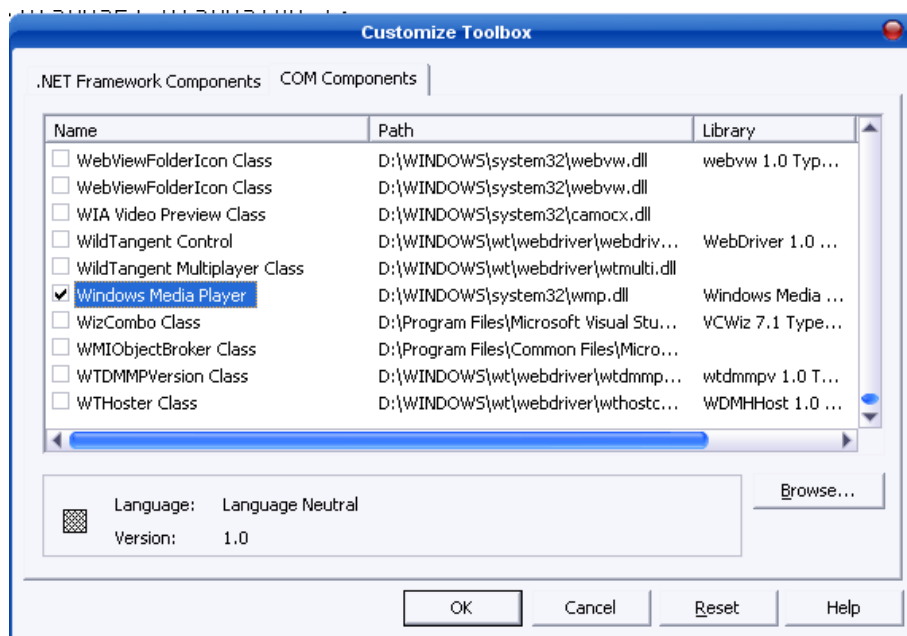 Customize Toolbox
.NET Framework Components COM Components
Name Path Library
WebViewFolderIcon Class D:\WINDOWS\system32\webvw.dll webvw 1.0 Typ...
WebViewFolderIcon Class D:\WINDOWS\system32\webvw.dll
WIA Video Preview Class D:\WINDOWS\system32\camocx.dll
WildTangent Control D:\WINDOWS\wt\webdriver\webdriv... WebDriver 1.0 ...
WildTangent Multiplayer Class D:\WINDOWS\wt\webdriver\wtmulti.dll
Windows Media Player D:\WINDOWS\system32\wmp.dll Windows Media ...
WizCombo Class D:\Program Files\Microsoft Visual Stu... VCWiz 7.1 Type...
WMIObjectBroker Class D:\Program Files\Common Files\Micro...
WTDMMPVersion Class D:\WINDOWS\wt\webdriver\wtdmmp... wtdmmpv 1.0 T...
WTHoster Class D:\WINDOWS\wt\webdriver\wthostc... WDMHHost 1.0 ...
Browse...
Language: Language Neutral
Version: 1.0
OK Cancel Reset Help